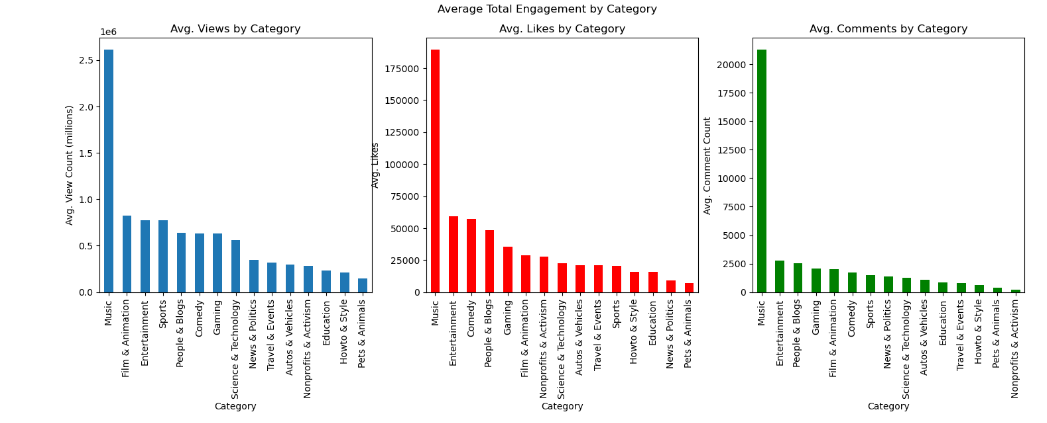 Average Total Engagement by Category
Avg. Views by Category
1e6
Avg. View Count (millions)
2.5
2.0
1.5
1.0
0.5
0.0
Music
Film & Animation
Entertainment
Sports
People & Blogs
Comedy
Gaming
Science & Technology
News & Politics
Travel & Events
Autos & Vehicles
Nonprofits & Activism
Education
Howto & Style
Pets & Animals
Category
Avg. Likes by Category
Avg. Likes
175000
150000
125000
100000
75000
50000
25000
0
Music
Entertainment
Comedy
People & Blogs
Gaming
Film & Animation
Nonprofits & Activism
Science & Technology
Autos & Vehicles
Travel & Events
Sports
Howto & Style
Education
News & Politics
Pets & Animals
Category
Avg. Comments by Category
Avg. Comment Count
20000
17500
15000
12500
10000
7500
5000
2500
0
Music
Entertainment
People & Blogs
Gaming
Film & Animation
Comedy
Sports
News & Politics
Science & Technology
Autos & Vehicles
Education
Travel & Events
Howto & Style
Pets & Animals
Nonprofits & Activism
Category